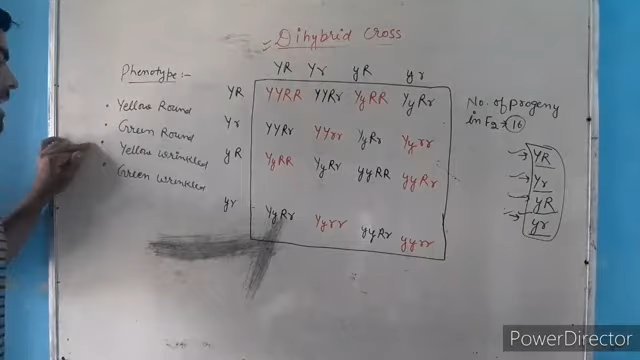 Dihybrid Cross
Phenotype :-
• Yellow Round
• Green Round
• Yellow Wrinkled
• Green Wrinkled
YR Yr yR yr
YR YYRR YYRr YyRR YyRr
Yr YYRr YYrr YyRr Yyrr
yR YyRR YyRr yyRR yyRr
yr YyRr Yyrr yyRr yyrr
No. of progeny
in F2 → 16
→ YR
→ Yr
→ yR
→ yr
PowerDirector